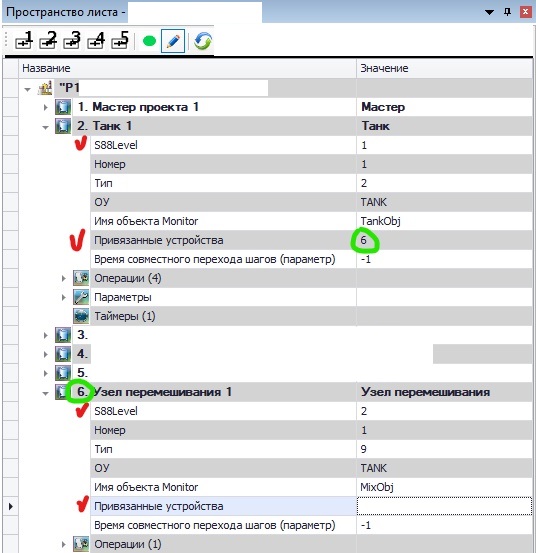 Пространство листа -
1 2 3 4 5
Название Значение
"P1
1. Мастер проекта 1 Мастер
2. Танк 1 Танк
S88Level 1
Номер 1
Тип 2
ОУ TANK
Имя объекта Monitor TankObj
Привязанные устройства 6
Время совместного перехода шагов (параметр) -1
Операции (4)
Параметры
Таймеры (1)
3.
4.
5.
6. Узел перемешивания 1 Узел перемешивания
S88Level 2
Номер 1
Тип 9
ОУ TANK
Имя объекта Monitor MixObj
Привязанные устройства
Время совместного перехода шагов (параметр) -1
Операции (1)